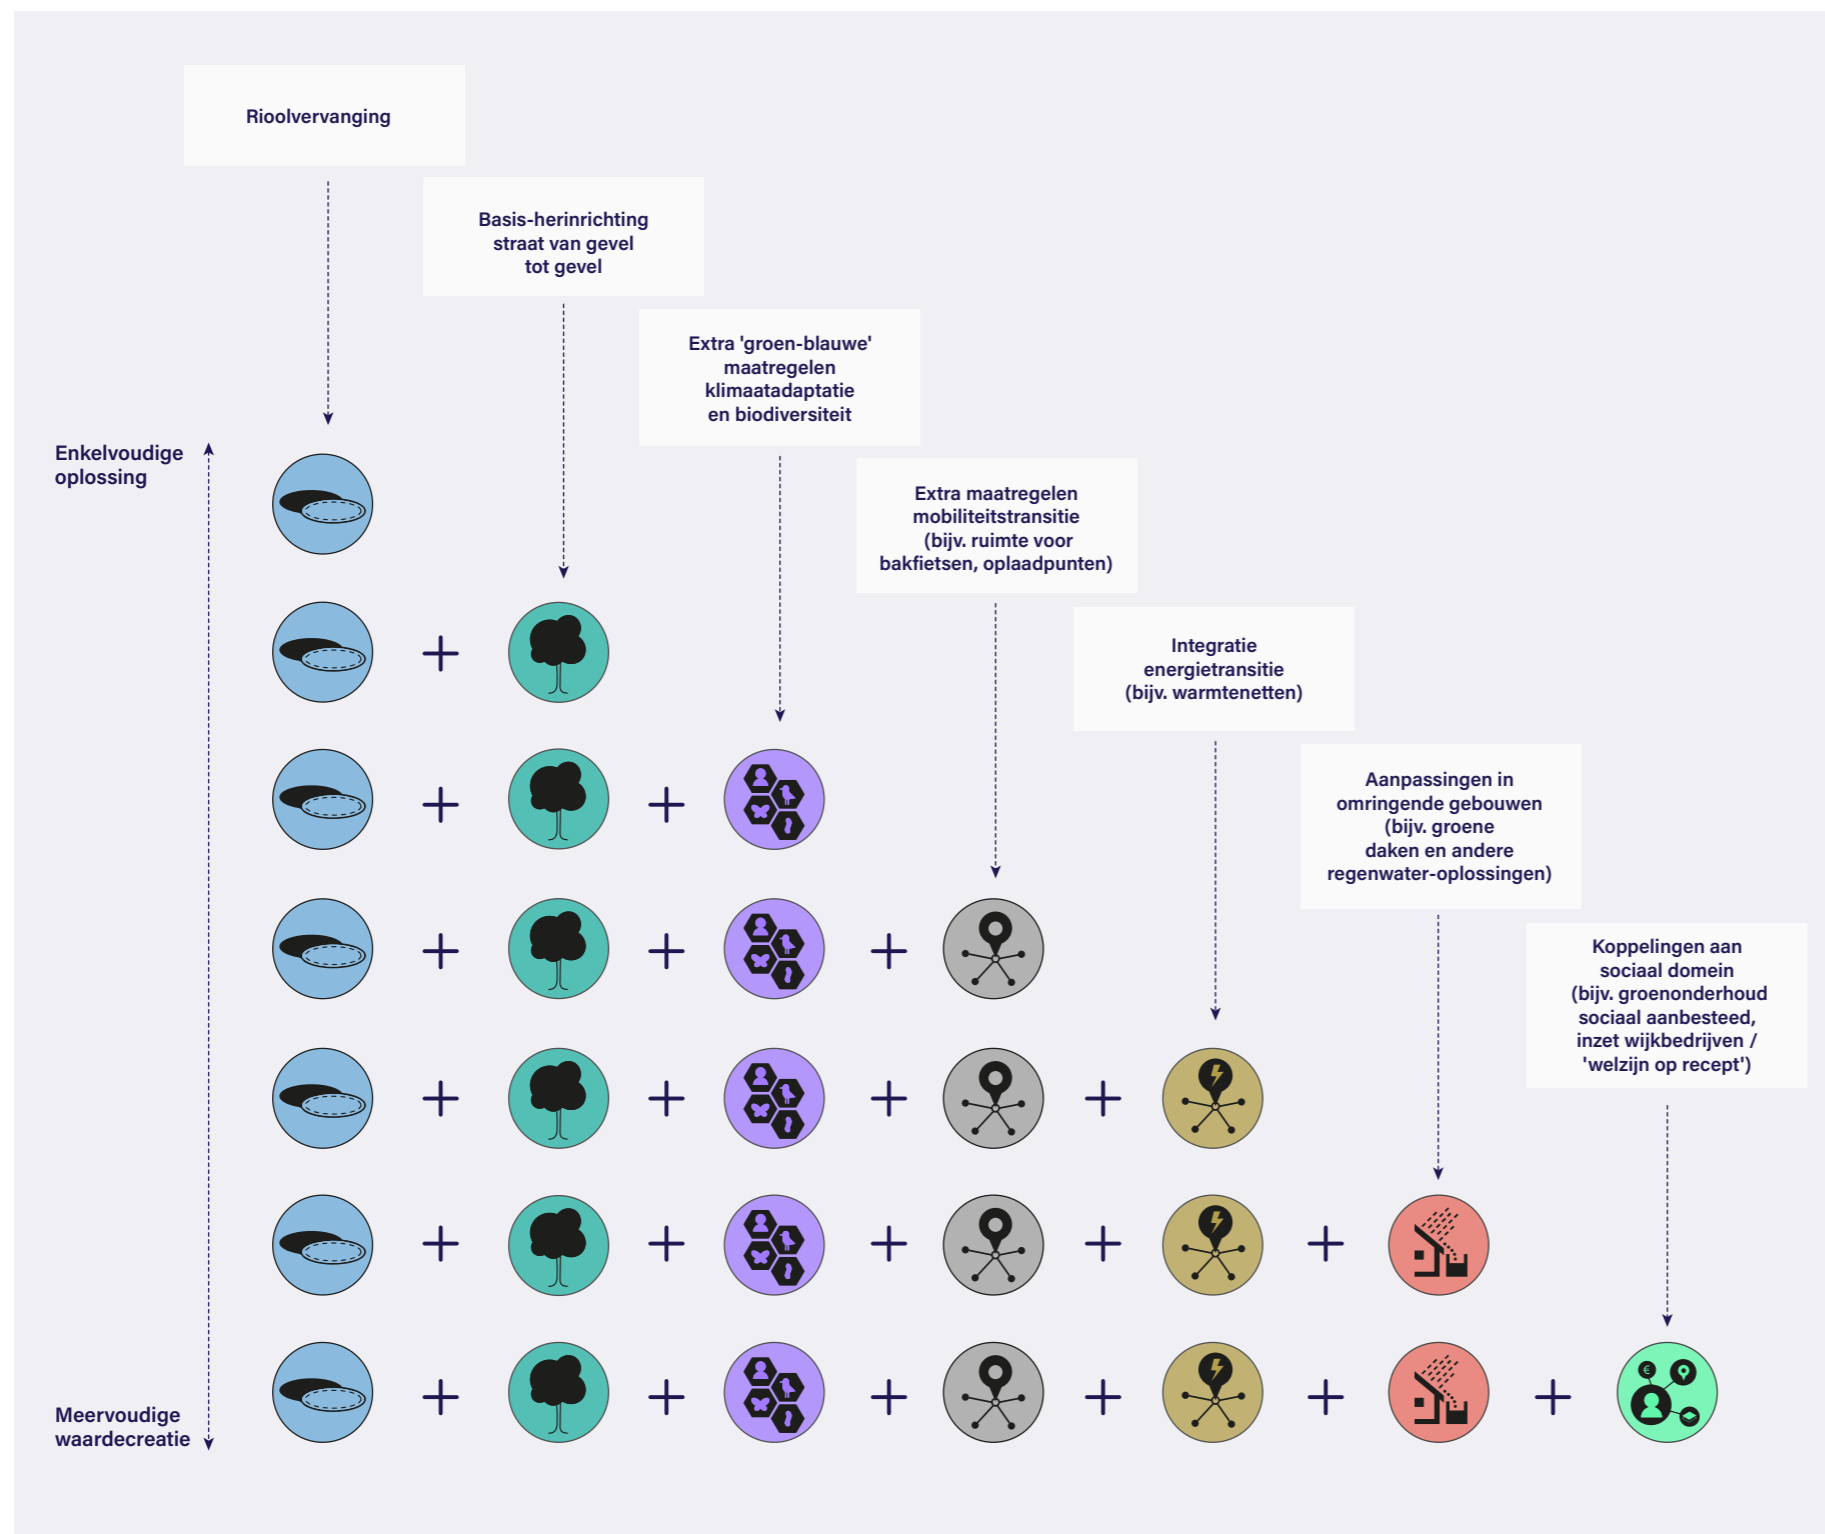 Rioolvervanging
Basis-herinrichting
straat van gevel
tot gevel
Extra 'groen-blauwe'
maatregelen
klimaatadaptatie
en biodiversiteit
Enkelvoudige
oplossing
Extra maatregelen
mobiliteitstransitie
(bijv. ruimte voor
bakfietsen, oplaadpunten)
Integratie
energietransitie
(bijv. warmtenetten)
Aanpassingen in
omringende gebouwen
(bijv. groene
daken en andere
regenwater-oplossingen)
Koppelingen aan
sociaal domein
(bijv. groenonderhoud
sociaal aanbesteed,
inzet wijkbedrijven /
'welzijn op recept')
Meervoudige
waardecreatie
€